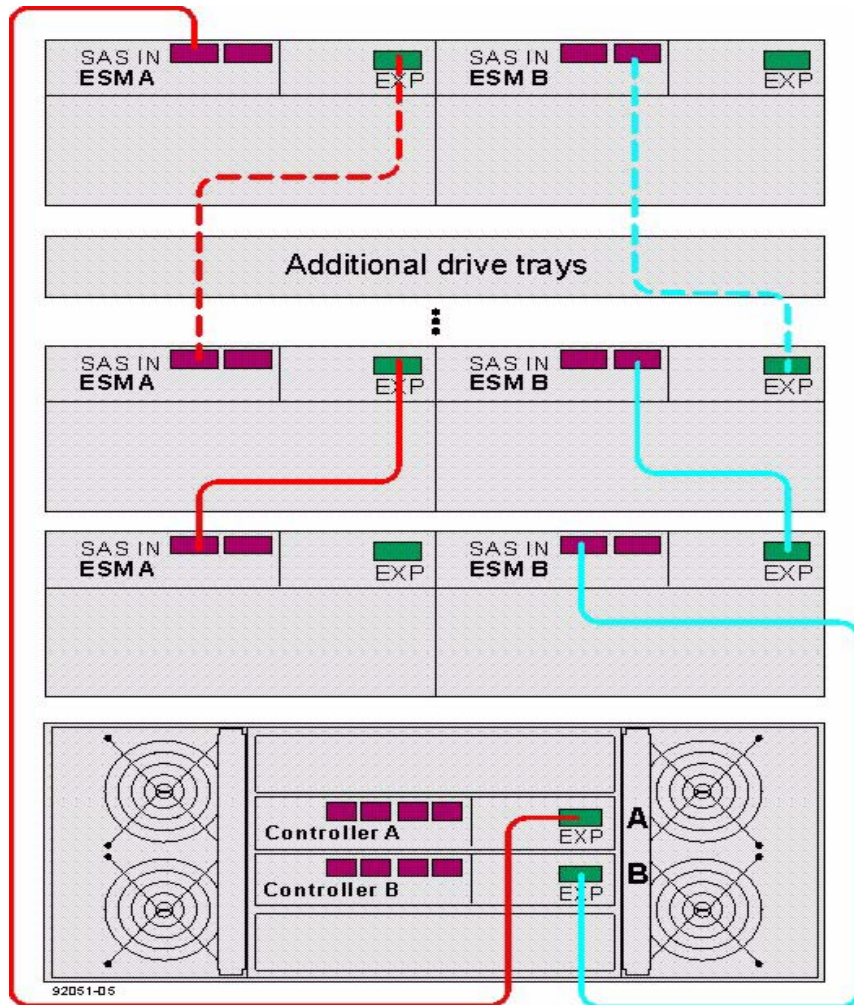 SAS IN
ESM A
EXP
SAS IN
ESM B
EXP
Additional drive trays
SAS IN
ESM A
EXP
SAS IN
ESM B
EXP
SAS IN
ESM A
EXP
SAS IN
ESM B
EXP
Controller A
EXP
A
Controller B
EXP
B
92051-05